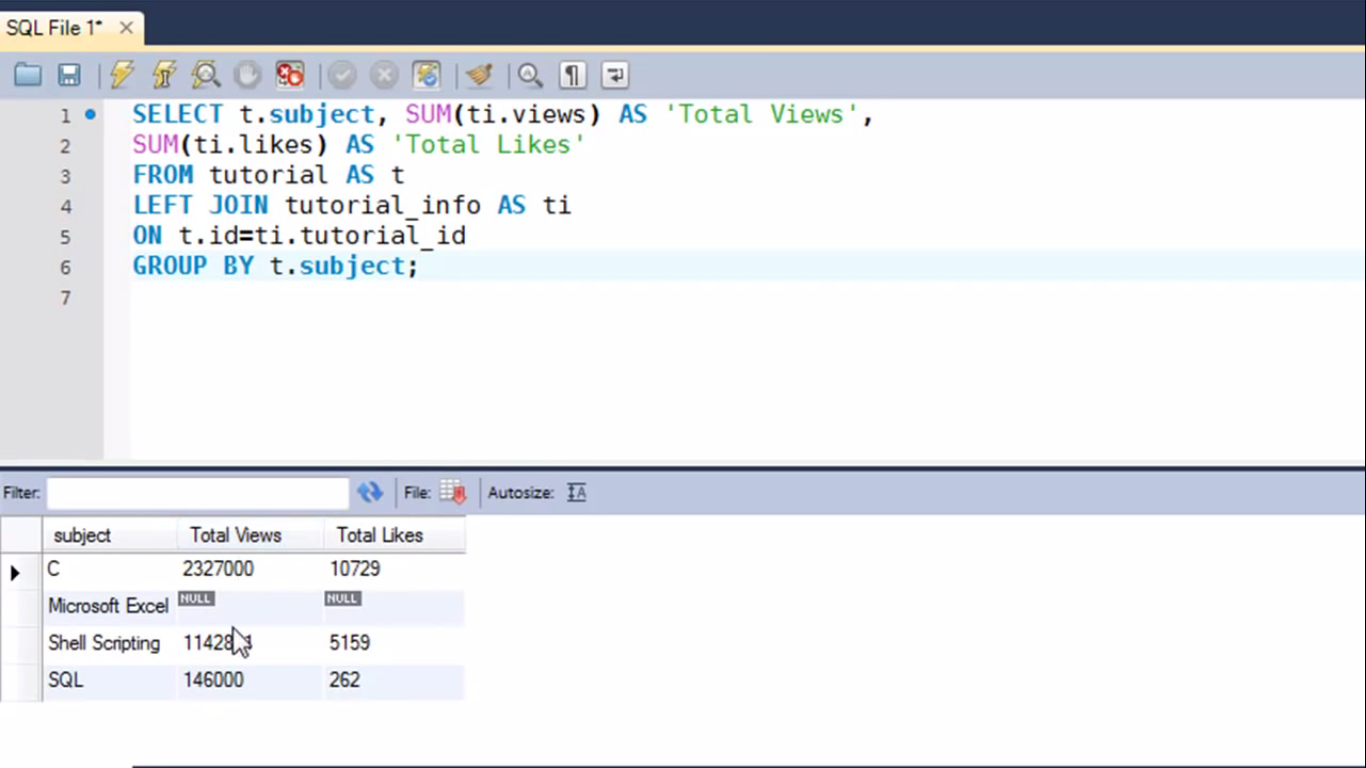 SQL File 1*
1 SELECT t.subject, SUM(ti.views) AS 'Total Views',
2 SUM(ti.likes) AS 'Total Likes'
3 FROM tutorial AS t
4 LEFT JOIN tutorial_info AS ti
5 ON t.id=ti.tutorial_id
6 GROUP BY t.subject;
7
Filter: File: Autosize:
subject Total Views Total Likes
C 2327000 10729
Microsoft Excel NULL NULL
Shell Scripting 5159
SQL 146000 262